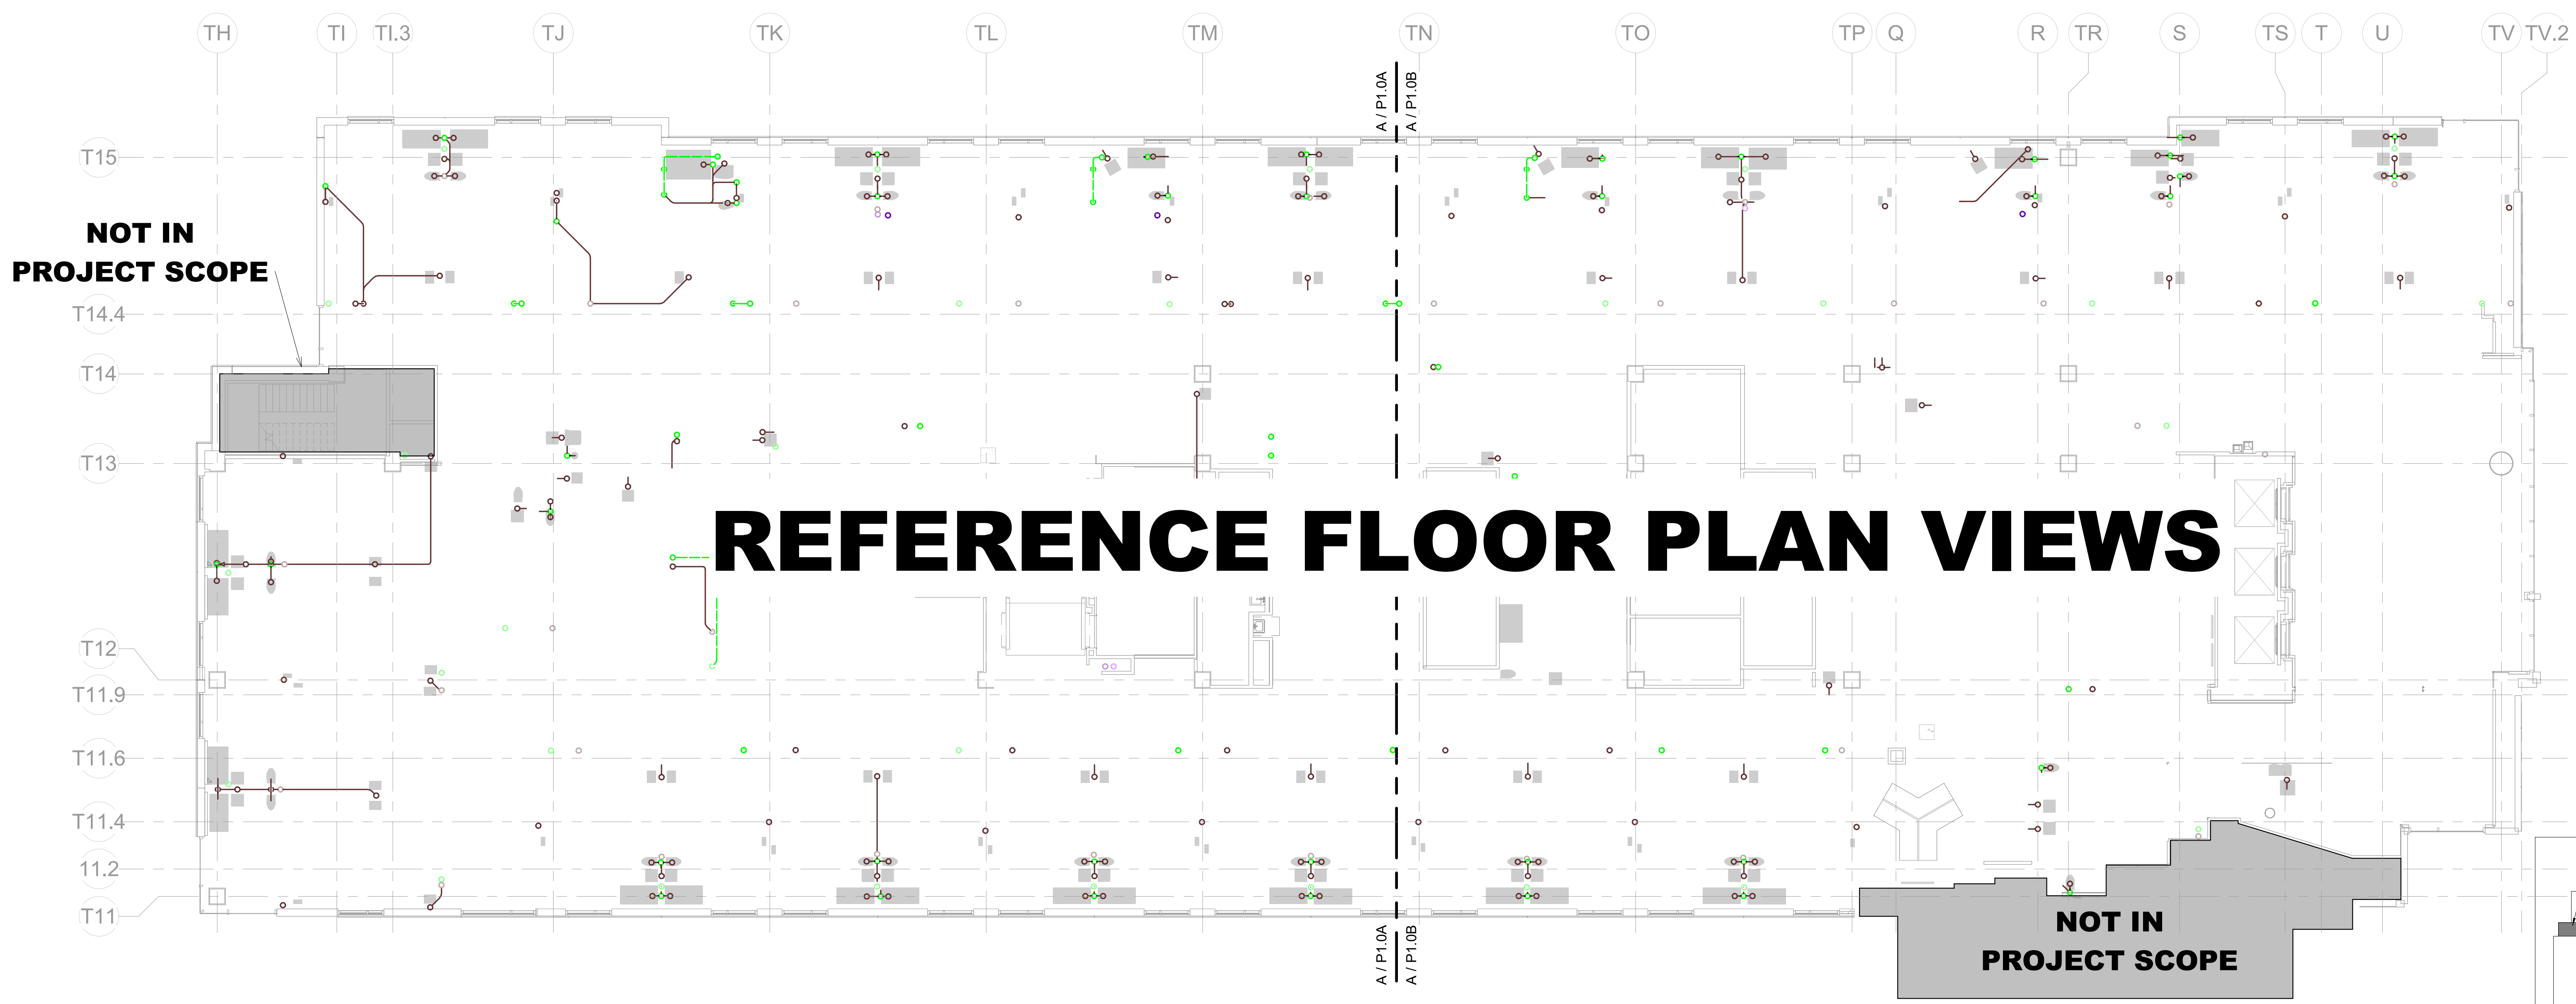 TH TI TI.3 TJ TK TL TM TN TO TP Q R TR S TS T U TV TV.2
A / P1.0A
A / P1.0B
T15
NOT IN
PROJECT SCOPE
T14.4
T14
T13
REFERENCE FLOOR PLAN VIEWS
T12
T11.9
T11.6
T11.4
11.2
T11
NOT IN
PROJECT SCOPE
A / P1.0A
A / P1.0B